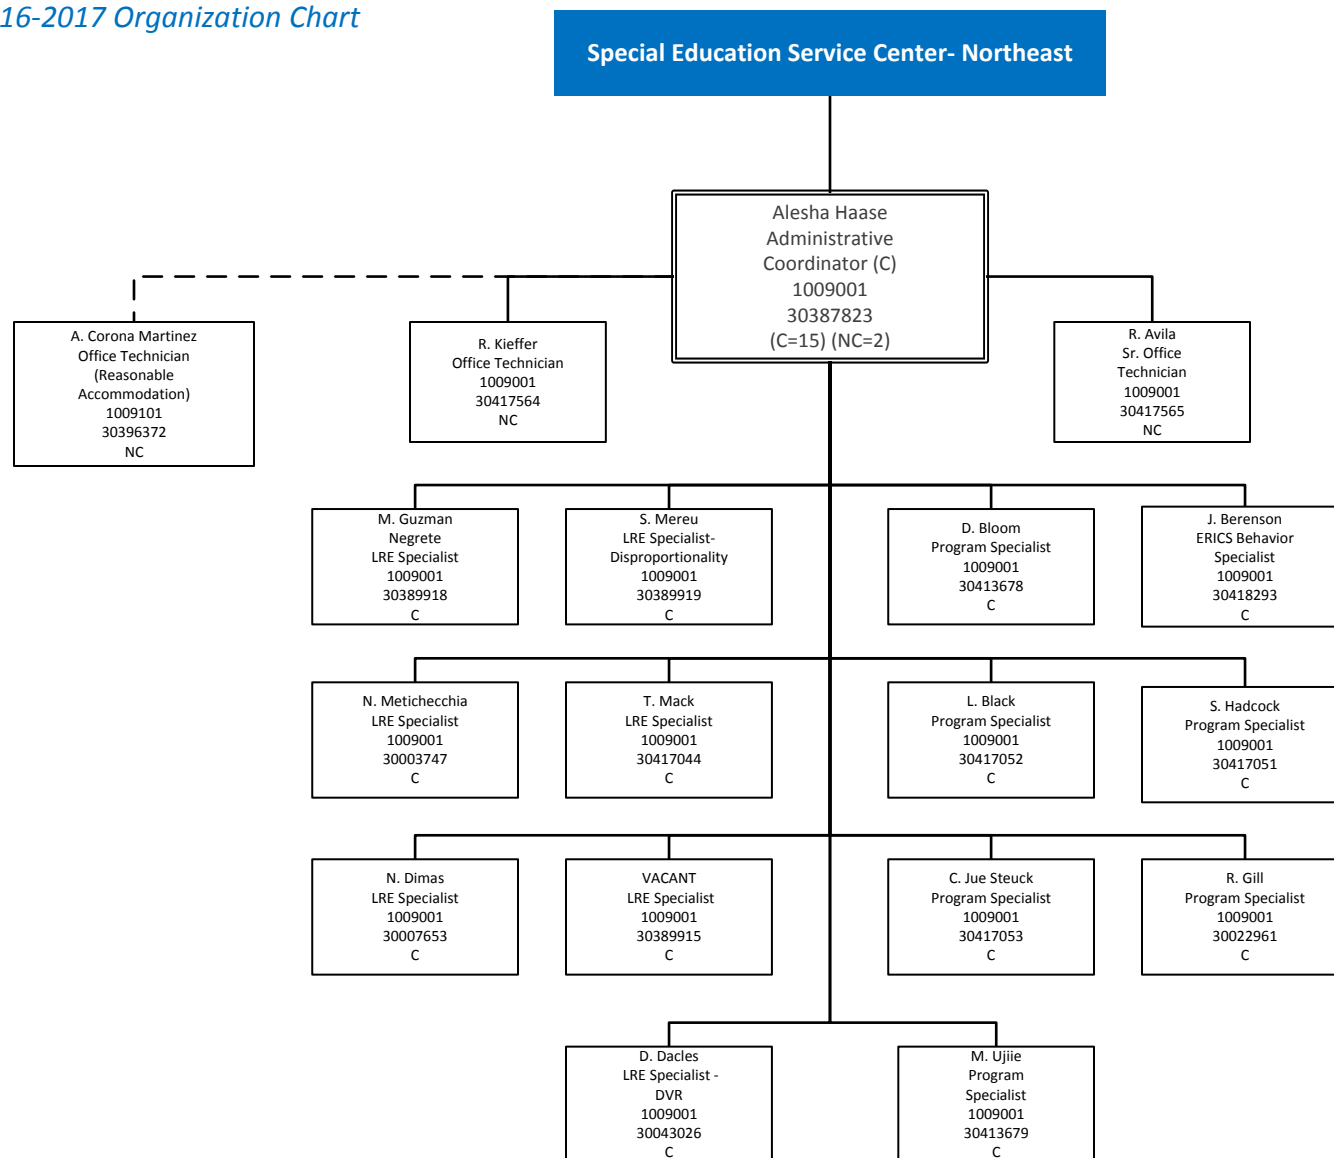 16-2017 Organization Chart
Special Education Service Center- Northeast
Alesha Haase
Administrative
Coordinator (C)
1009001
30387823
(C=15) (NC=2)
A. Corona Martinez
Office Technician
(Reasonable
Accommodation)
1009101
30396372
NC
R. Kieffer
Office Technician
1009001
30417564
NC
R. Avila
Sr. Office
Technician
1009001
30417565
NC
M. Guzman
Negrete
LRE Specialist
1009001
30389918
C
S. Mereu
LRE Specialist-
Disproportionality
1009001
30389919
C
D. Bloom
Program Specialist
1009001
30413678
C
J. Berenson
ERICS Behavior
Specialist
1009001
30418293
C
N. Metichecchia
LRE Specialist
1009001
30003747
C
T. Mack
LRE Specialist
1009001
30417044
C
L. Black
Program Specialist
1009001
30417052
C
S. Hadcock
Program Specialist
1009001
30417051
C
N. Dimas
LRE Specialist
1009001
30007653
C
VACANT
LRE Specialist
1009001
30389915
C
C. Jue Steuck
Program Specialist
1009001
30417053
C
R. Gill
Program Specialist
1009001
30022961
C
D. Dacles
LRE Specialist -
DVR
1009001
30043026
C
M. Ujiie
Program
Specialist
1009001
30413679
C